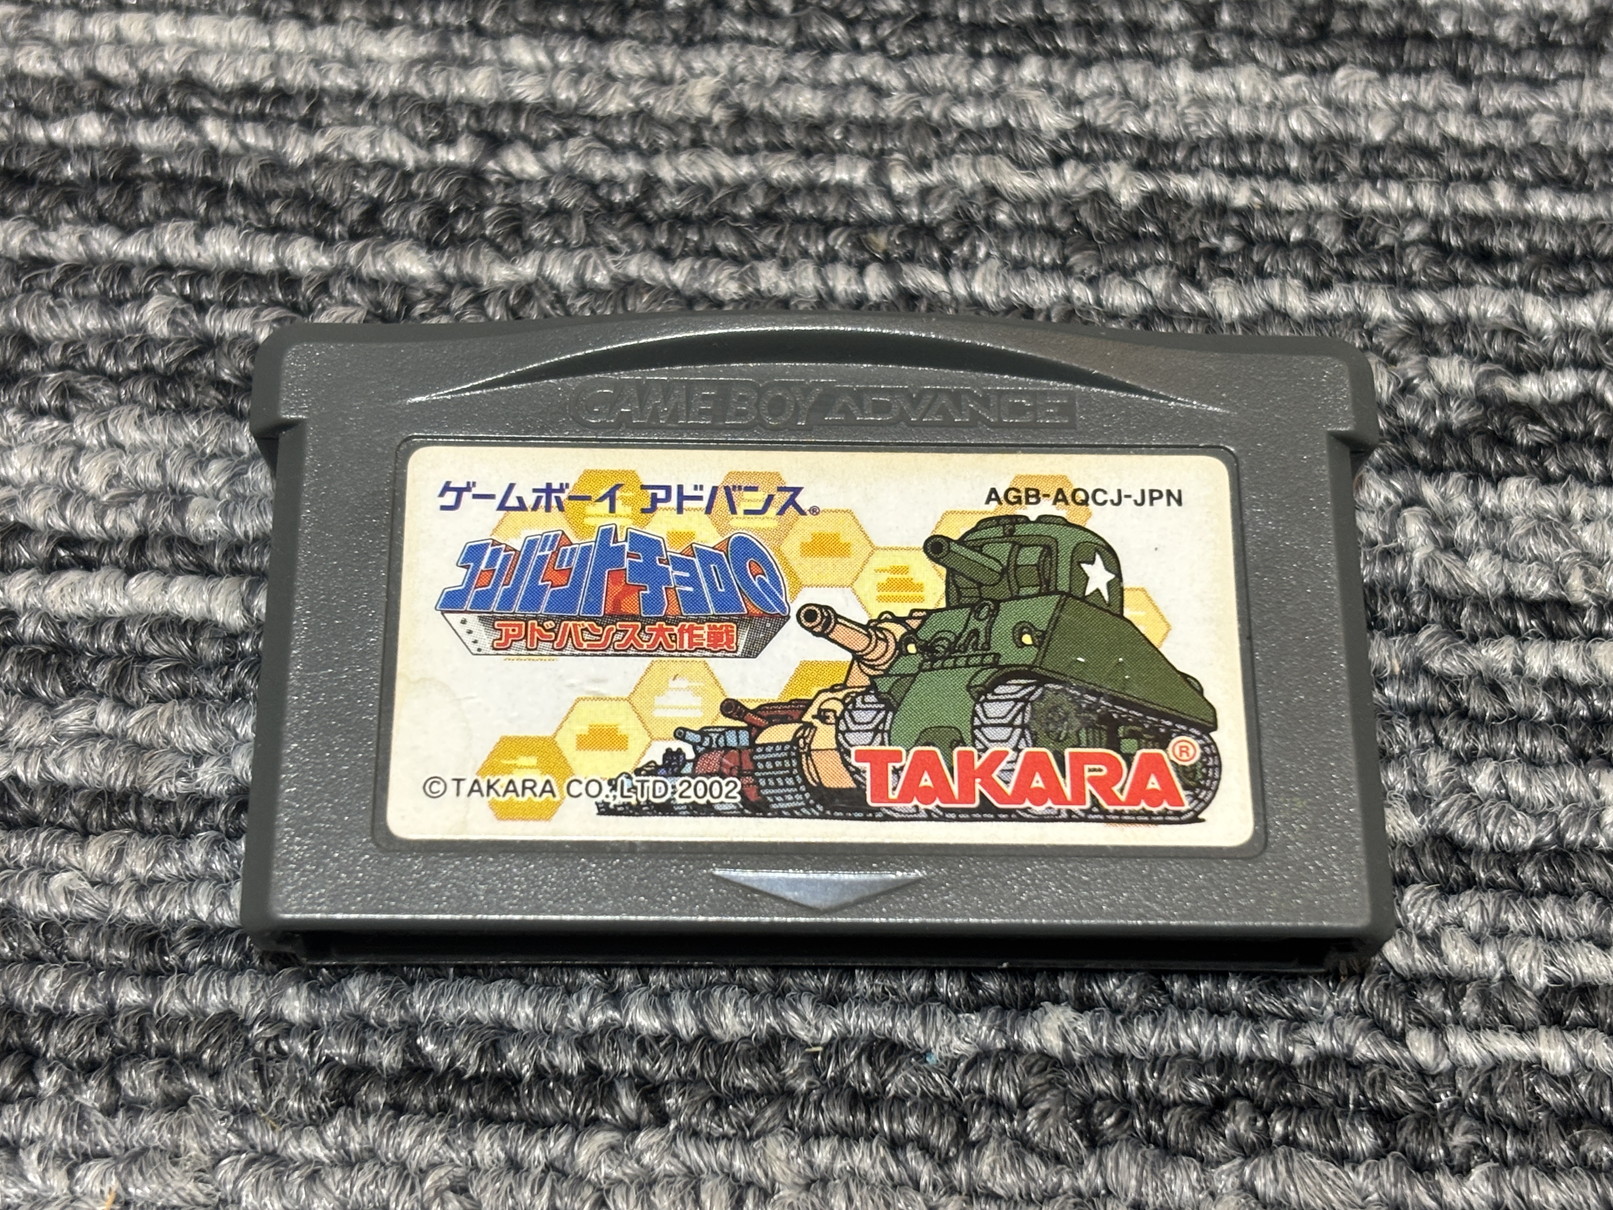 GAME BOY ADVANCE
ゲームボーイ アドバンス®
AGB-AQCJ-JPN
コンバットチョロQ
アドバンス大作戦
TAKARA®
©TAKARA CO.,LTD.2002